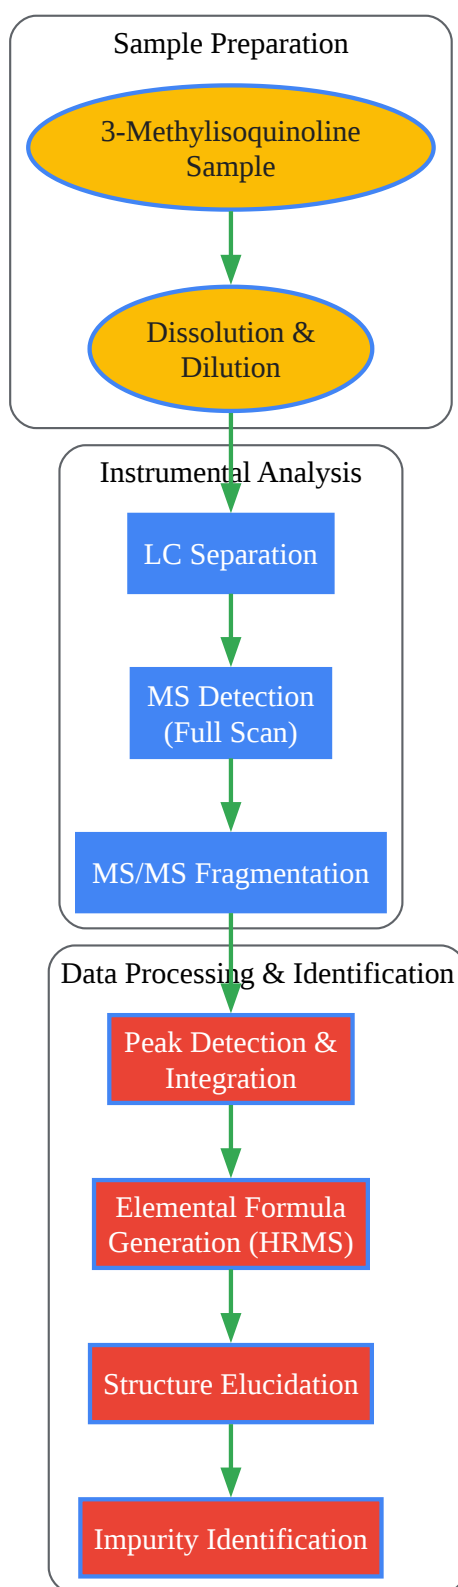 Sample Preparation
3-Methylisoquinoline
Sample
Dissolution &
Dilution
Instrumental Analysis
LC Separation
MS Detection
(Full Scan)
MS/MS Fragmentation
Data Processing & Identification
Peak Detection &
Integration
Elemental Formula
Generation (HRMS)
Structure Elucidation
Impurity Identification